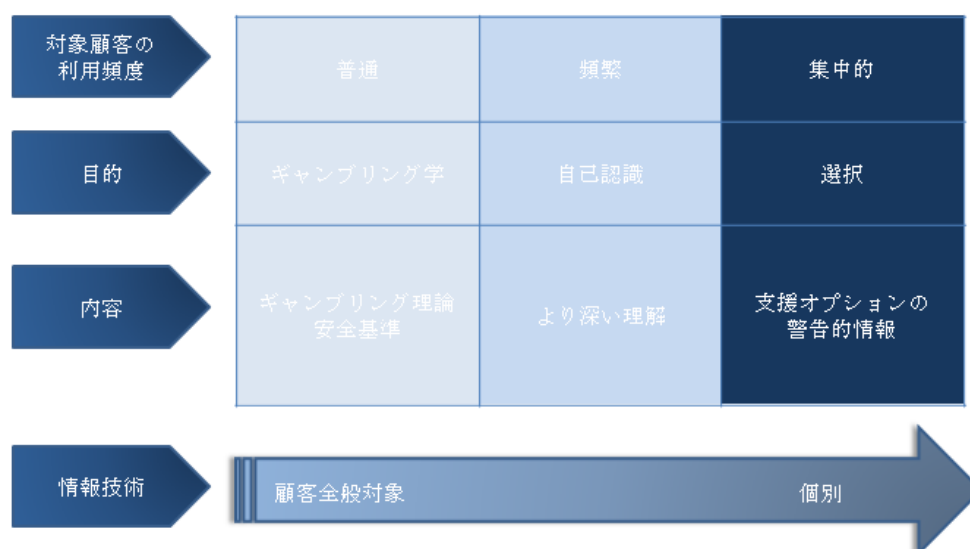 対象顧客の
利用頻度
普通
頻繁
集中的
目的
ギャンブリング学
自己認識
選択
内容
ギャンブリング理論
安全基準
より深い理解
支援オプションの
警告的情報
情報技術
顧客全般対象
個別